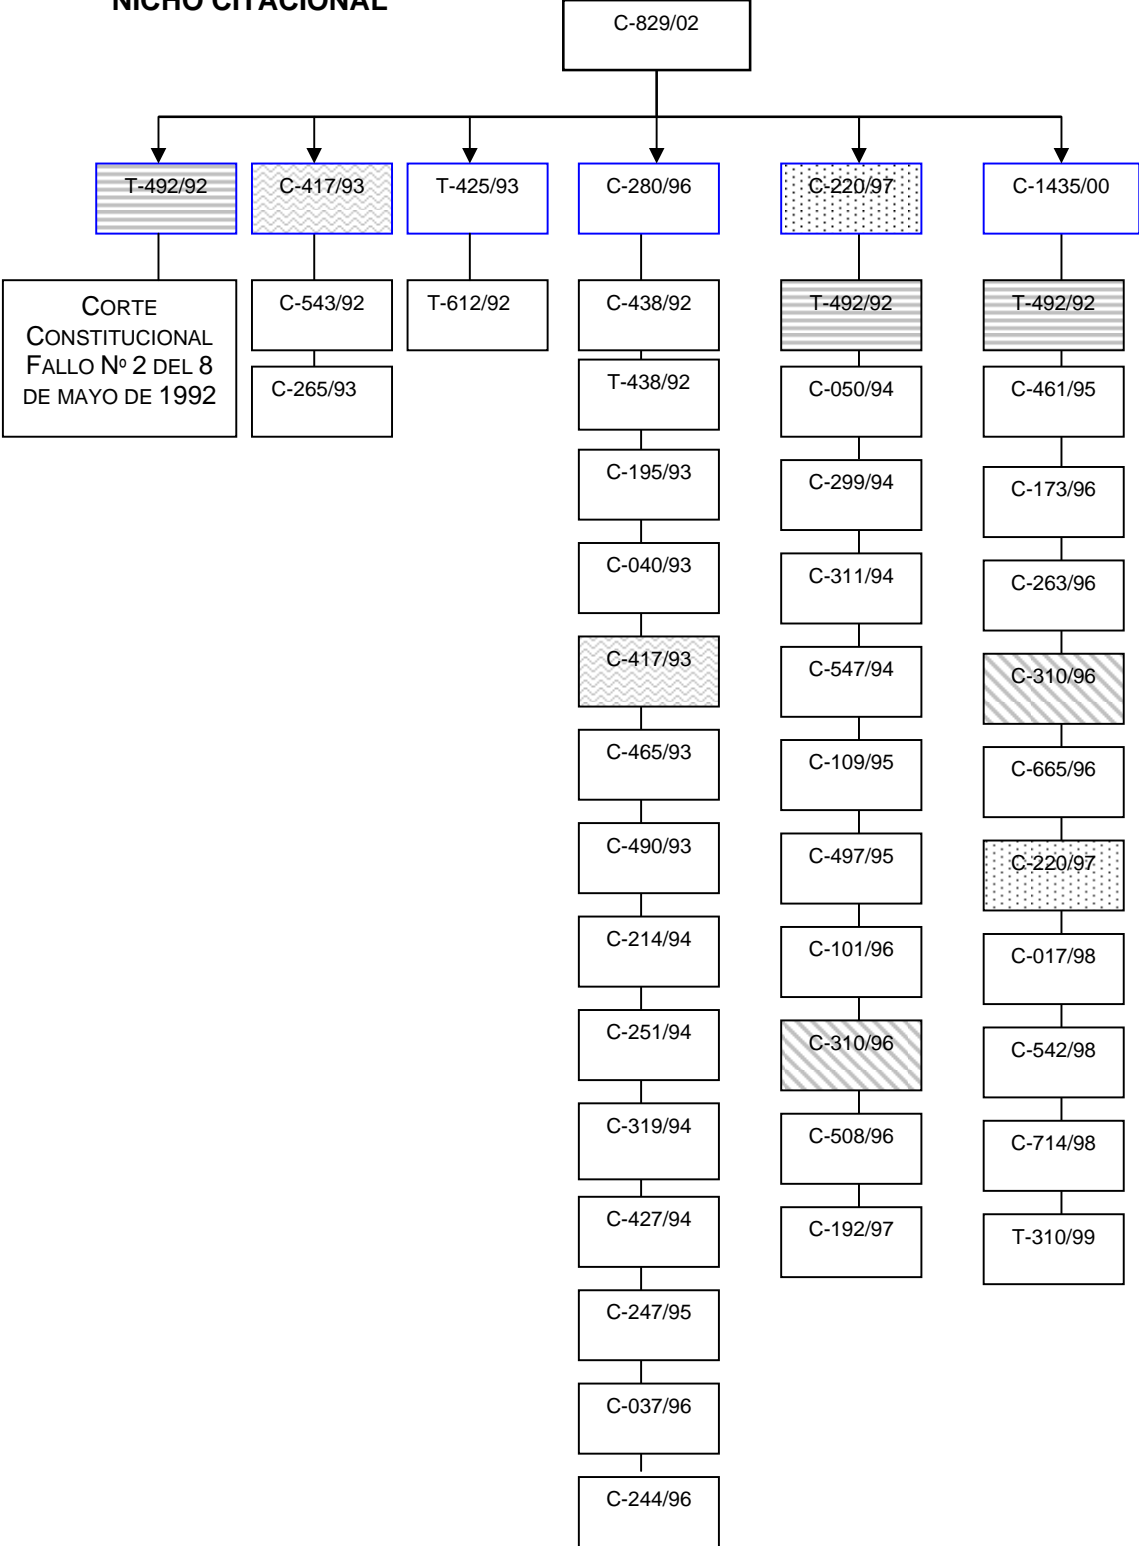 NICHO CITACIONAL
C-829/02
T-492/92
C-417/93
T-425/93
C-280/96
C-220/97
C-1435/00
CORTE
CONSTITUCIONAL
FALLO Nº 2 DEL 8
DE MAYO DE 1992
C-543/92
C-265/93
T-612/92
C-438/92
T-438/92
C-195/93
C-040/93
C-417/93
C-465/93
C-490/93
C-214/94
C-251/94
C-319/94
C-427/94
C-247/95
C-037/96
C-244/96
T-492/92
C-050/94
C-299/94
C-311/94
C-547/94
C-109/95
C-497/95
C-101/96
C-310/96
C-508/96
C-192/97
T-492/92
C-461/95
C-173/96
C-263/96
C-310/96
C-665/96
C-220/97
C-017/98
C-542/98
C-714/98
T-310/99